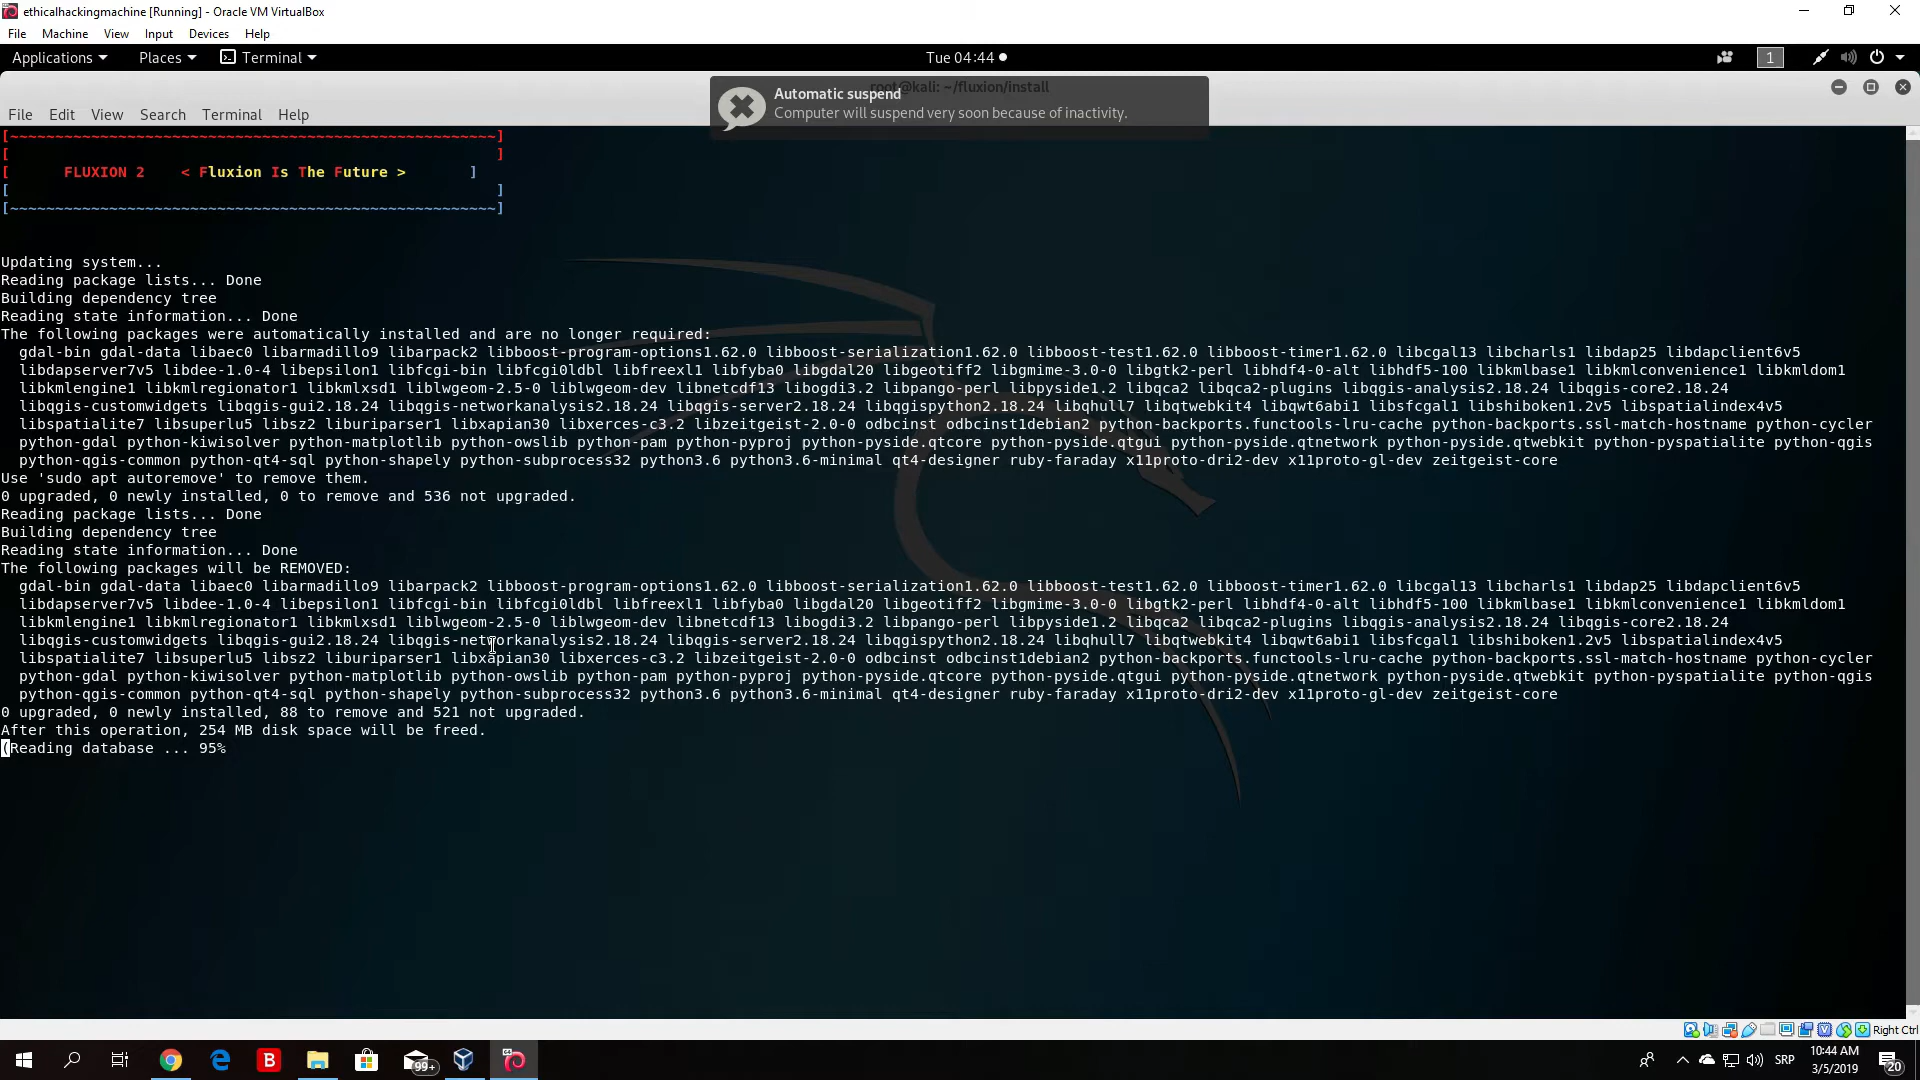 ethicalhackingmachine [Running] - Oracle VM VirtualBox
File Machine View Input Devices Help
Applications Places Terminal Tue 04:44 1
root@kali: ~/fluxion/install
Automatic suspend
Computer will suspend very soon because of inactivity.
File Edit View Search Terminal Help
[~~~~~~~~~~~~~~~~~~~~~~~~~~~~~~~~~~~~~~~~~~~~~~~~~~~~~~]
[ ]
[ FLUXION 2 < Fluxion Is The Future > ]
[ ]
[~~~~~~~~~~~~~~~~~~~~~~~~~~~~~~~~~~~~~~~~~~~~~~~~~~~~~~]
Updating system...
Reading package lists... Done
Building dependency tree
Reading state information... Done
The following packages were automatically installed and are no longer required:
gdal-bin gdal-data libaec0 libarmadillo9 libarpack2 libboost-program-options1.62.0 libboost-serialization1.62.0 libboost-test1.62.0 libboost-timer1.62.0 libcgal13 libcharls1 libdap25 libdapclient6v5
libdapserver7v5 libdee-1.0-4 libepsilon1 libfcgi-bin libfcgi0ldbl libfreexl1 libfyba0 libgdal20 libgeotiff2 libgmime-3.0-0 libgtk2-perl libhdf4-0-alt libhdf5-100 libkmlbase1 libkmlconvenience1 libkmldom1
libkmlengine1 libkmlregionator1 libkmlxsd1 liblwgeom-2.5-0 liblwgeom-dev libnetcdf13 libogdi3.2 libpango-perl libpyside1.2 libqca2 libqca2-plugins libqgis-analysis2.18.24 libqgis-core2.18.24
libqgis-customwidgets libqgis-gui2.18.24 libqgis-networkanalysis2.18.24 libqgis-server2.18.24 libqgispython2.18.24 libqhull7 libqtwebkit4 libqwt6abi1 libsfcgal1 libshiboken1.2v5 libspatialindex4v5
libspatialite7 libsuperlu5 libsz2 liburiparser1 libxapian30 libxerces-c3.2 libzeitgeist-2.0-0 odbcinst odbcinst1debian2 python-backports.functools-lru-cache python-backports.ssl-match-hostname python-cycler
python-gdal python-kiwisolver python-matplotlib python-owslib python-pam python-pyproj python-pyside.qtcore python-pyside.qtgui python-pyside.qtnetwork python-pyside.qtwebkit python-pyspatialite python-qgis
python-qgis-common python-qt4-sql python-shapely python-subprocess32 python3.6 python3.6-minimal qt4-designer ruby-faraday x11proto-dri2-dev x11proto-gl-dev zeitgeist-core
Use 'sudo apt autoremove' to remove them.
0 upgraded, 0 newly installed, 0 to remove and 536 not upgraded.
Reading package lists... Done
Building dependency tree
Reading state information... Done
The following packages will be REMOVED:
gdal-bin gdal-data libaec0 libarmadillo9 libarpack2 libboost-program-options1.62.0 libboost-serialization1.62.0 libboost-test1.62.0 libboost-timer1.62.0 libcgal13 libcharls1 libdap25 libdapclient6v5
libdapserver7v5 libdee-1.0-4 libepsilon1 libfcgi-bin libfcgi0ldbl libfreexl1 libfyba0 libgdal20 libgeotiff2 libgmime-3.0-0 libgtk2-perl libhdf4-0-alt libhdf5-100 libkmlbase1 libkmlconvenience1 libkmldom1
libkmlengine1 libkmlregionator1 libkmlxsd1 liblwgeom-2.5-0 liblwgeom-dev libnetcdf13 libogdi3.2 libpango-perl libpyside1.2 libqca2 libqca2-plugins libqgis-analysis2.18.24 libqgis-core2.18.24
libqgis-customwidgets libqgis-gui2.18.24 libqgis-networkanalysis2.18.24 libqgis-server2.18.24 libqgispython2.18.24 libqhull7 libqtwebkit4 libqwt6abi1 libsfcgal1 libshiboken1.2v5 libspatialindex4v5
libspatialite7 libsuperlu5 libsz2 liburiparser1 libxapian30 libxerces-c3.2 libzeitgeist-2.0-0 odbcinst odbcinst1debian2 python-backports.functools-lru-cache python-backports.ssl-match-hostname python-cycler
python-gdal python-kiwisolver python-matplotlib python-owslib python-pam python-pyproj python-pyside.qtcore python-pyside.qtgui python-pyside.qtnetwork python-pyside.qtwebkit python-pyspatialite python-qgis
python-qgis-common python-qt4-sql python-shapely python-subprocess32 python3.6 python3.6-minimal qt4-designer ruby-faraday x11proto-dri2-dev x11proto-gl-dev zeitgeist-core
0 upgraded, 0 newly installed, 88 to remove and 521 not upgraded.
After this operation, 254 MB disk space will be freed.
(Reading database ... 95%
Right Ctrl
B 99+ SRP 10:44 AM
3/5/2019 20